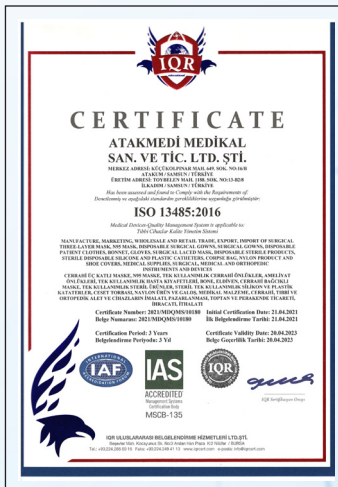 IQR
CERTIFICATE
ATAKMEDİ MEDİKAL
SAN. VE TİC. LTD. ŞTİ.
MERKEZ ADRESİ: KÜÇÜKOLPINAR MAH. 649. SOK. NO:16/B
ATAKUM / SAMSUN / TÜRKİYE
ÜRETİM ADRESİ: TOYBELEN MAH. 1188. SOK. NO:13-B2/8
İLKADIM / SAMSUN / TÜRKİYE
Has been assessed and found to Comply with the Requirements of:
Denetlenmiş ve aşağıdaki standardın gerekliliklerine uygunluğu görülmüştür:
ISO 13485:2016
Medical Devices-Quality Management System is applicable to:
Tıbbi Cihazlar Kalite Yönetim Sistemi
MANUFACTURE, MARKETING, WHOLESALE AND RETAIL TRADE, EXPORT, IMPORT OF SURGICAL
THREE-LAYER MASK, N95 MASK, DISPOSABLE SURGICAL GOWNS, SURGICAL GOWNS, DISPOSABLE
PATIENT CLOTHES, BONNET, GLOVES, SURGICAL LACED MASK, DISPOSABLE STERILE PRODUCTS,
STERILE DISPOSABLE SILICONE AND PLASTIC CATHETERS, CORPSE BAG, NYLON PRODUCT AND
SHOE COVERS, MEDICAL SUPPLIES, SURGICAL, MEDICAL AND ORTHOPEDIC
INSTRUMENTS AND DEVICES
CERRAHİ ÜÇ KATLI MASKE, N95 MASKE, TEK KULLANIMLIK CERRAHİ ÖNLÜKLER, AMELİYAT
ÖNLÜKLERİ, TEK KULLANIMLIK HASTA KIYAFETLERİ, BONE, ELDİVEN, CERRAHİ BAĞCIKLI
MASKE, TEK KULLANIMLIK STERİL ÜRÜNLER, STERİL TEK KULLANIMLIK SİLİKON VE PLASTİK
KATATERLER, CESET TORBASI, NAYLON ÜRÜN VE GALOŞ, MEDİKAL MALZEME, CERRAHİ, TIBBİ VE
ORTOPEDİK ALET VE CİHAZLARIN İMALATI, PAZARLANMASI, TOPTAN VE PERAKENDE TİCARETİ,
İHRACATI, İTHALATI
Certificate Number: 2021/MDQMS/10180 Initial Certification Date: 21.04.2021
Belge Numarası: 2021/MDQMS/10180 İlk Belgelendirme Tarihi: 21.04.2021
Certification Period: 3 Years Certificate Validity Date: 20.04.2023
Belgelendirme Periyodu: 3 Yıl Belge Geçerlilik Tarihi: 20.04.2023
INTERNATIONAL
IAF
IAS
ACCREDITED
Management Systems
Certification Body
MSCB-135
IQR
IQR Sertifikasyon Onayı
IQR ULUSLARARASI BELGELENDİRME HİZMETLERİ LTD.ŞTİ.